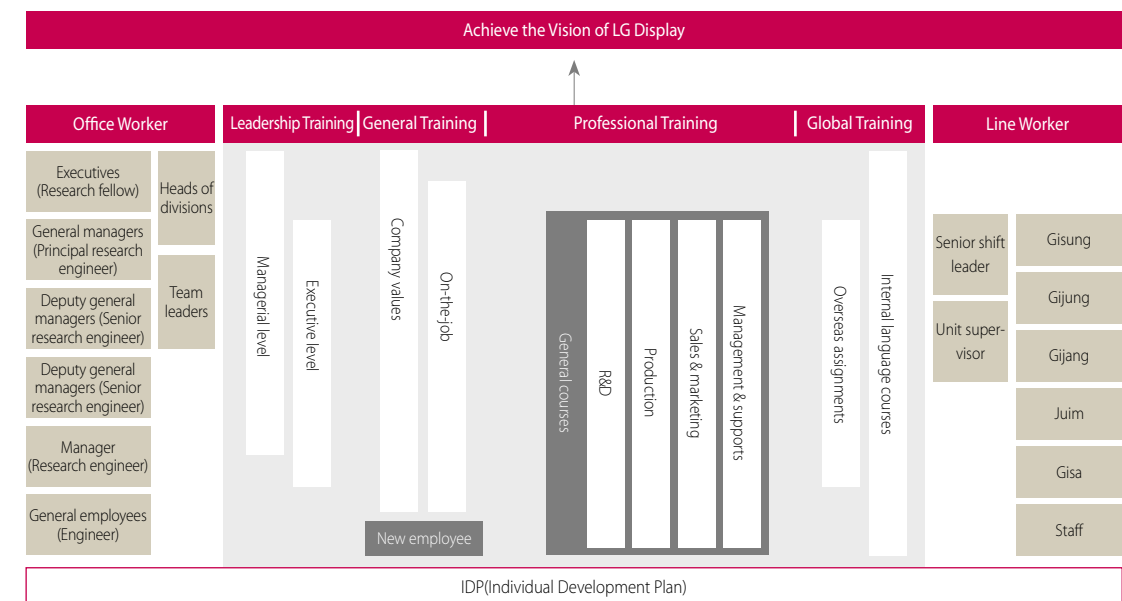 Achieve the Vision of LG Display
Office Worker
Leadership Training
General Training
Professional Training
Global Training
Line Worker
Executives
(Research fellow)
General managers
(Principal research
engineer)
Deputy general
managers (Senior
research engineer)
Deputy general
managers (Senior
research engineer)
Manager
(Research engineer)
General employees
(Engineer)
Heads of
divisions
Team
leaders
Managerial level
Executive level
Company values
On-the-job
New employee
General courses
R&D
Production
Sales & marketing
Management & supports
Overseas assignments
Internal language courses
Senior shift
leader
Unit super-
visor
Gisung
Gijung
Gijang
Juim
Gisa
Staff
IDP(Individual Development Plan)